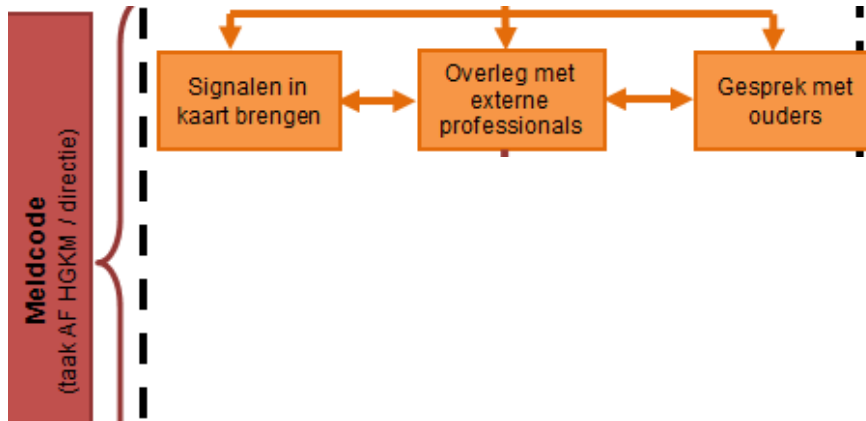 Signalen in
kaart brengen
Overleg met
externe
professionals
Gesprek met
ouders
Meldcode
(taak AF HGKM / directie)